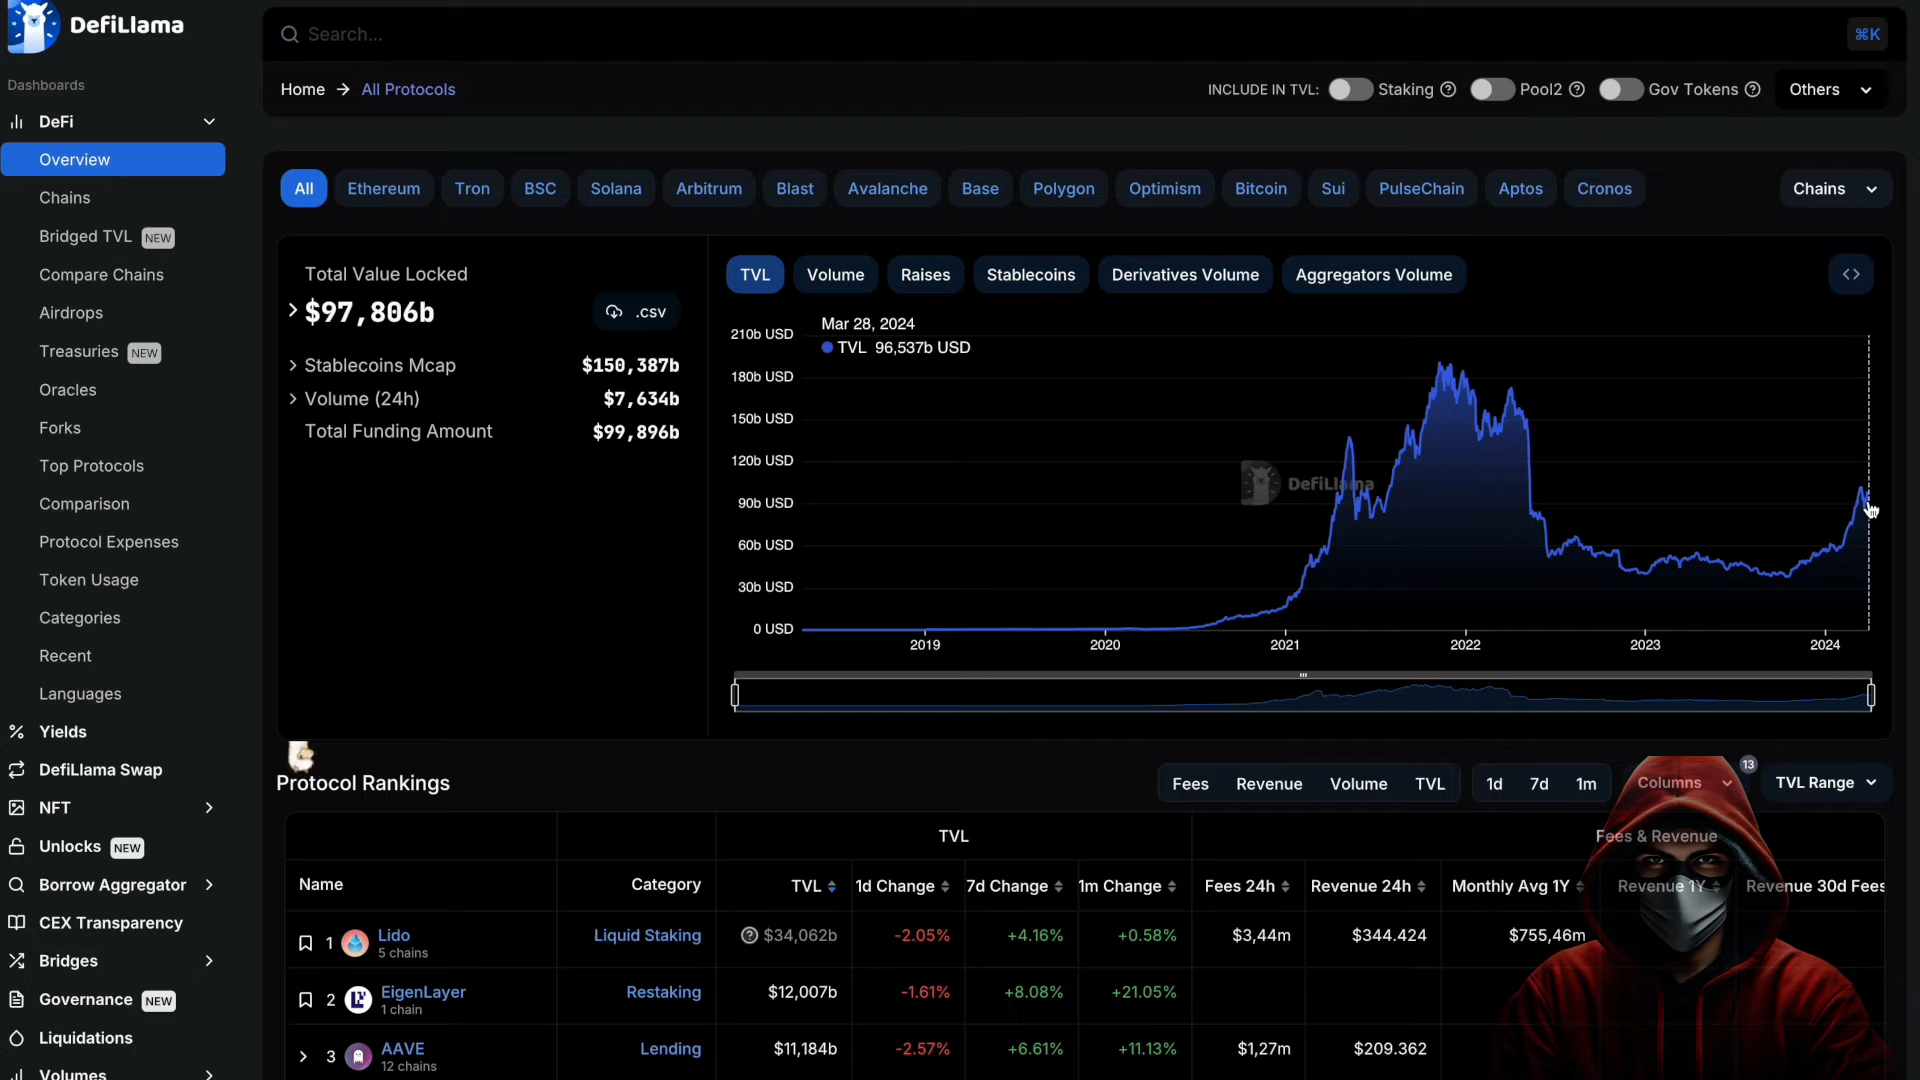 DefiLlama
Search...
⌘K
Dashboards
DeFi
Overview
Chains
Bridged TVL NEW
Compare Chains
Airdrops
Treasuries NEW
Oracles
Forks
Top Protocols
Comparison
Protocol Expenses
Token Usage
Categories
Recent
Languages
Yields
DefiLlama Swap
NFT
Unlocks NEW
Borrow Aggregator
CEX Transparency
Bridges
Governance NEW
Liquidations
Volumes
Home → All Protocols
INCLUDE IN TVL: Staking Pool2 Gov Tokens Others
All Ethereum Tron BSC Solana Arbitrum Blast Avalanche Base Polygon Optimism Bitcoin Sui PulseChain Aptos Cronos Chains
Total Value Locked
$97,806b .csv
Stablecoins Mcap $150,387b
Volume (24h) $7,634b
Total Funding Amount $99,896b
TVL Volume Raises Stablecoins Derivatives Volume Aggregators Volume
Mar 28, 2024
TVL 96,537b USD
210b USD
180b USD
150b USD
120b USD
90b USD
60b USD
30b USD
0 USD
DefiLlama
2019 2020 2021 2022 2023 2024
Protocol Rankings
Fees Revenue Volume TVL 1d 7d 1m Columns 13 TVL Range
TVL Fees & Revenue
Name Category TVL 1d Change 7d Change 1m Change Fees 24h Revenue 24h Monthly Avg 1Y Revenue 1Y Revenue 30d Fees
1 Lido Liquid Staking $34,062b -2.05% +4.16% +0.58% $3,44m $344.424 $755,46m
5 chains
2 EigenLayer Restaking $12,007b -1.61% +8.08% +21.05%
1 chain
3 AAVE Lending $11,184b -2.57% +6.61% +11.13% $1,27m $209.362
12 chains